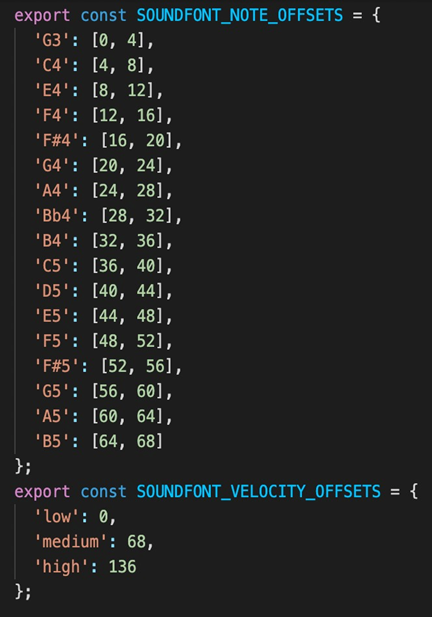 export const SOUNDFONT_NOTE_OFFSETS = {
'G3': [0, 4],
'C4': [4, 8],
'E4': [8, 12],
'F4': [12, 16],
'F#4': [16, 20],
'G4': [20, 24],
'A4': [24, 28],
'Bb4': [28, 32],
'B4': [32, 36],
'C5': [36, 40],
'D5': [40, 44],
'E5': [44, 48],
'F5': [48, 52],
'F#5': [52, 56],
'G5': [56, 60],
'A5': [60, 64],
'B5': [64, 68]
};
export const SOUNDFONT_VELOCITY_OFFSETS = {
'low': 0,
'medium': 68,
'high': 136
};